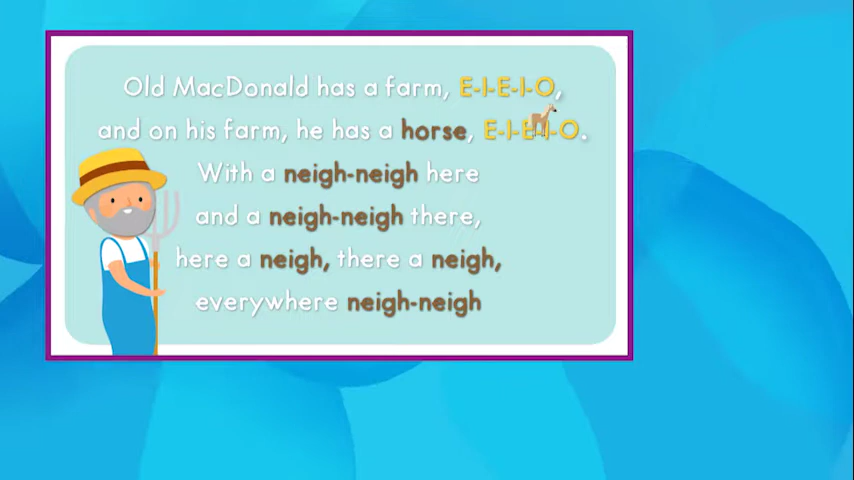 Old MacDonald has a farm, E-I-E-I-O,
and on his farm, he has a horse, E-I-E-I-O.
With a neigh-neigh here
and a neigh-neigh there,
here a neigh, there a neigh,
everywhere neigh-neigh